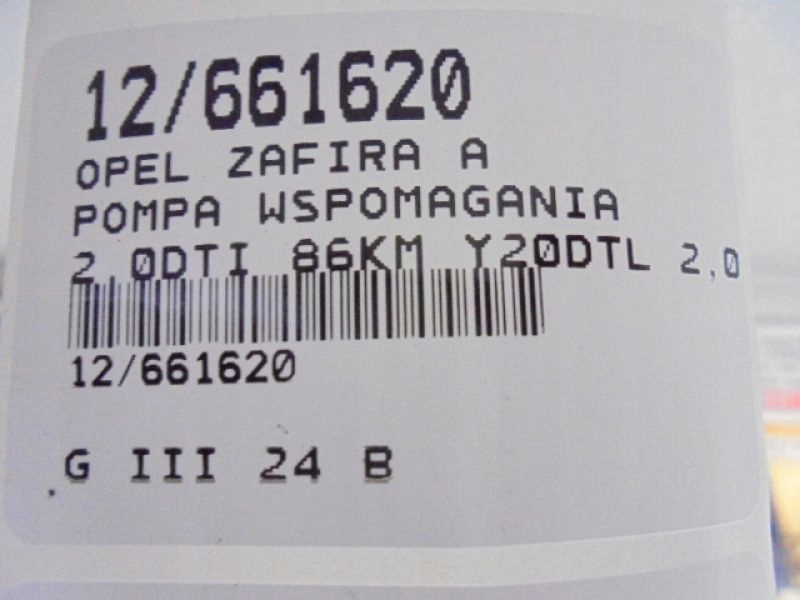 12/661620
OPEL ZAFIRA A
POMPA WSPOMAGANIA
2,0DTI 86KM Y20DTL 2,0
12/661620
G III 24 B